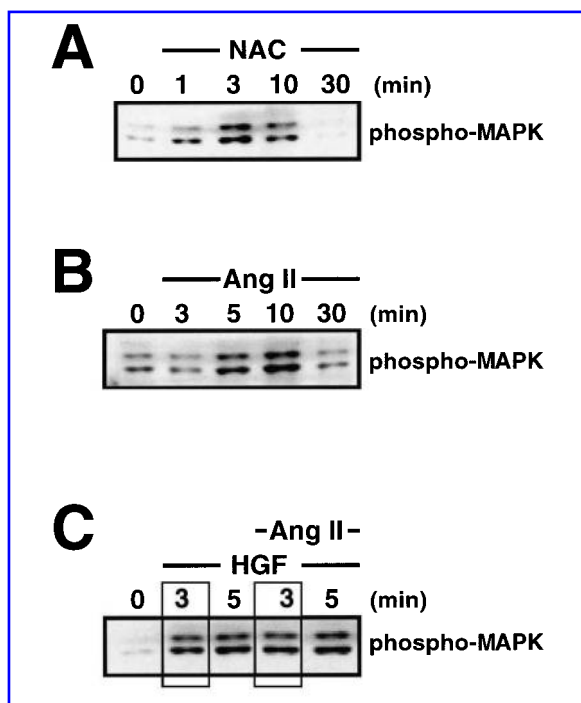 A
NAC
0 1 3 10 30 (min)
phospho-MAPK
B
Ang II
0 3 5 10 30 (min)
phospho-MAPK
C
Ang II
HGF
0 3 5 3 5 (min)
phospho-MAPK